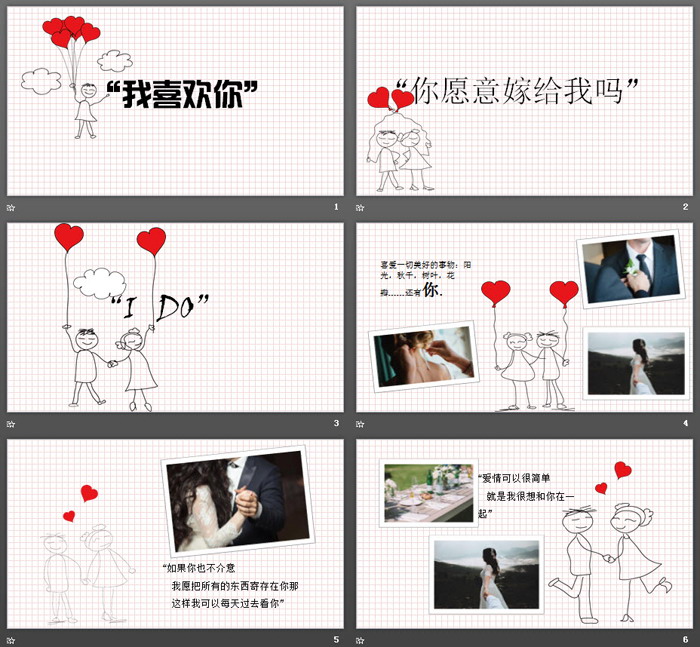 “我喜欢你”
1
“你愿意嫁给我吗”
2
“I Do”
3
喜爱一切美好的事物：阳
光，秋千，树叶，花
瓣……还有你.
4
“如果你也不介意
我愿把所有的东西寄存在你那
这样我可以每天过去看你”
5
“爱情可以很简单
就是我很想和你在一
起”
6